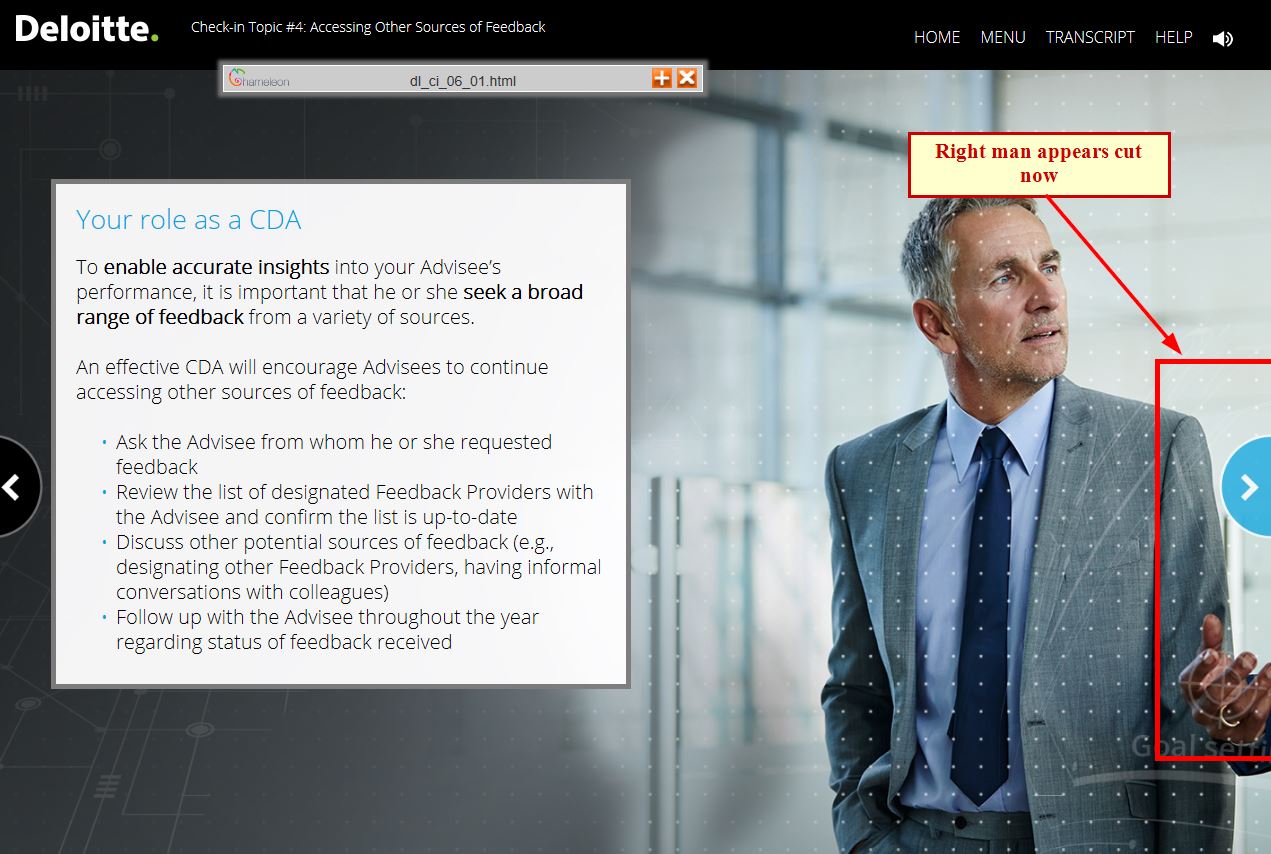 Deloitte.
Check-in Topic #4: Accessing Other Sources of Feedback
HOME MENU TRANSCRIPT HELP
Chameleon
dl_ci_06_01.html
Right man appears cut
now
Your role as a CDA
To enable accurate insights into your Advisee’s
performance, it is important that he or she seek a broad
range of feedback from a variety of sources.
An effective CDA will encourage Advisees to continue
accessing other sources of feedback:
• Ask the Advisee from whom he or she requested
feedback
• Review the list of designated Feedback Providers with
the Advisee and confirm the list is up-to-date
• Discuss other potential sources of feedback (e.g.,
designating other Feedback Providers, having informal
conversations with colleagues)
• Follow up with the Advisee throughout the year
regarding status of feedback received
Goal setti